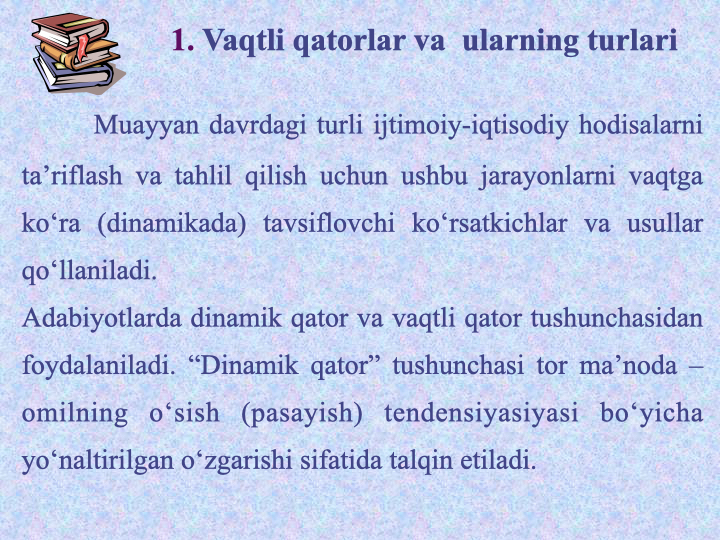 1. Vaqtli qatorlar va ularning turlari
Muayyan davrdagi turli ijtimoiy-iqtisodiy hodisalarni
ta’riflash va tahlil qilish uchun ushbu jarayonlarni vaqtga
ko‘ra (dinamikada) tavsiflovchi ko‘rsatkichlar va usullar
qo‘llaniladi.
Adabiyotlarda dinamik qator va vaqtli qator tushunchasidan
foydalaniladi. “Dinamik qator” tushunchasi tor ma’noda –
omilning o‘sish (pasayish) tendensiyasiyasi bo‘yicha
yo‘naltirilgan o‘zgarishi sifatida talqin etiladi.